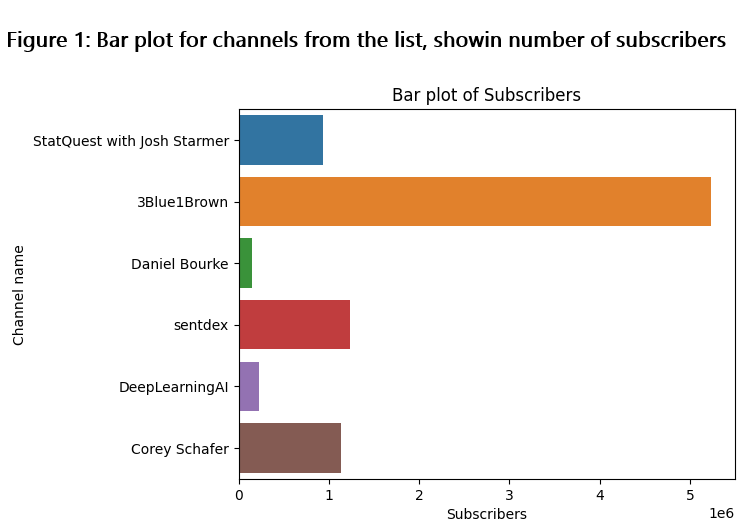 Figure 1: Bar plot for channels from the list, showin number of subscribers
Bar plot of Subscribers
Channel name
StatQuest with Josh Starmer
3Blue1Brown
Daniel Bourke
sentdex
DeepLearningAI
Corey Schafer
0 1 2 3 4 5
1e6
Subscribers